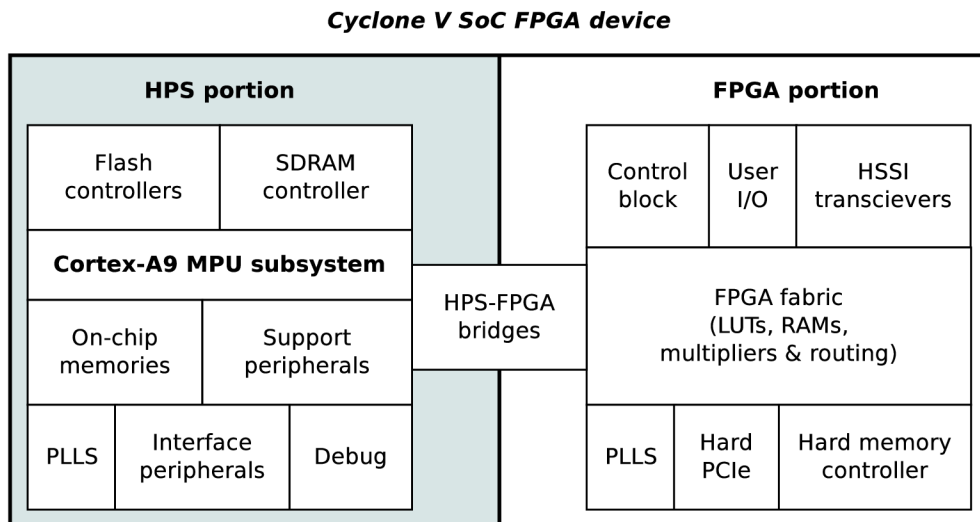 Cyclone V SoC FPGA device
HPS portion
Flash
controllers
SDRAM
controller
Cortex-A9 MPU subsystem
On-chip
memories
Support
peripherals
PLLS
Interface
peripherals
Debug
HPS-FPGA
bridges
FPGA portion
Control
block
User
I/O
HSSI
transcievers
FPGA fabric
(LUTs, RAMs,
multipliers & routing)
PLLS
Hard
PCIe
Hard memory
controller